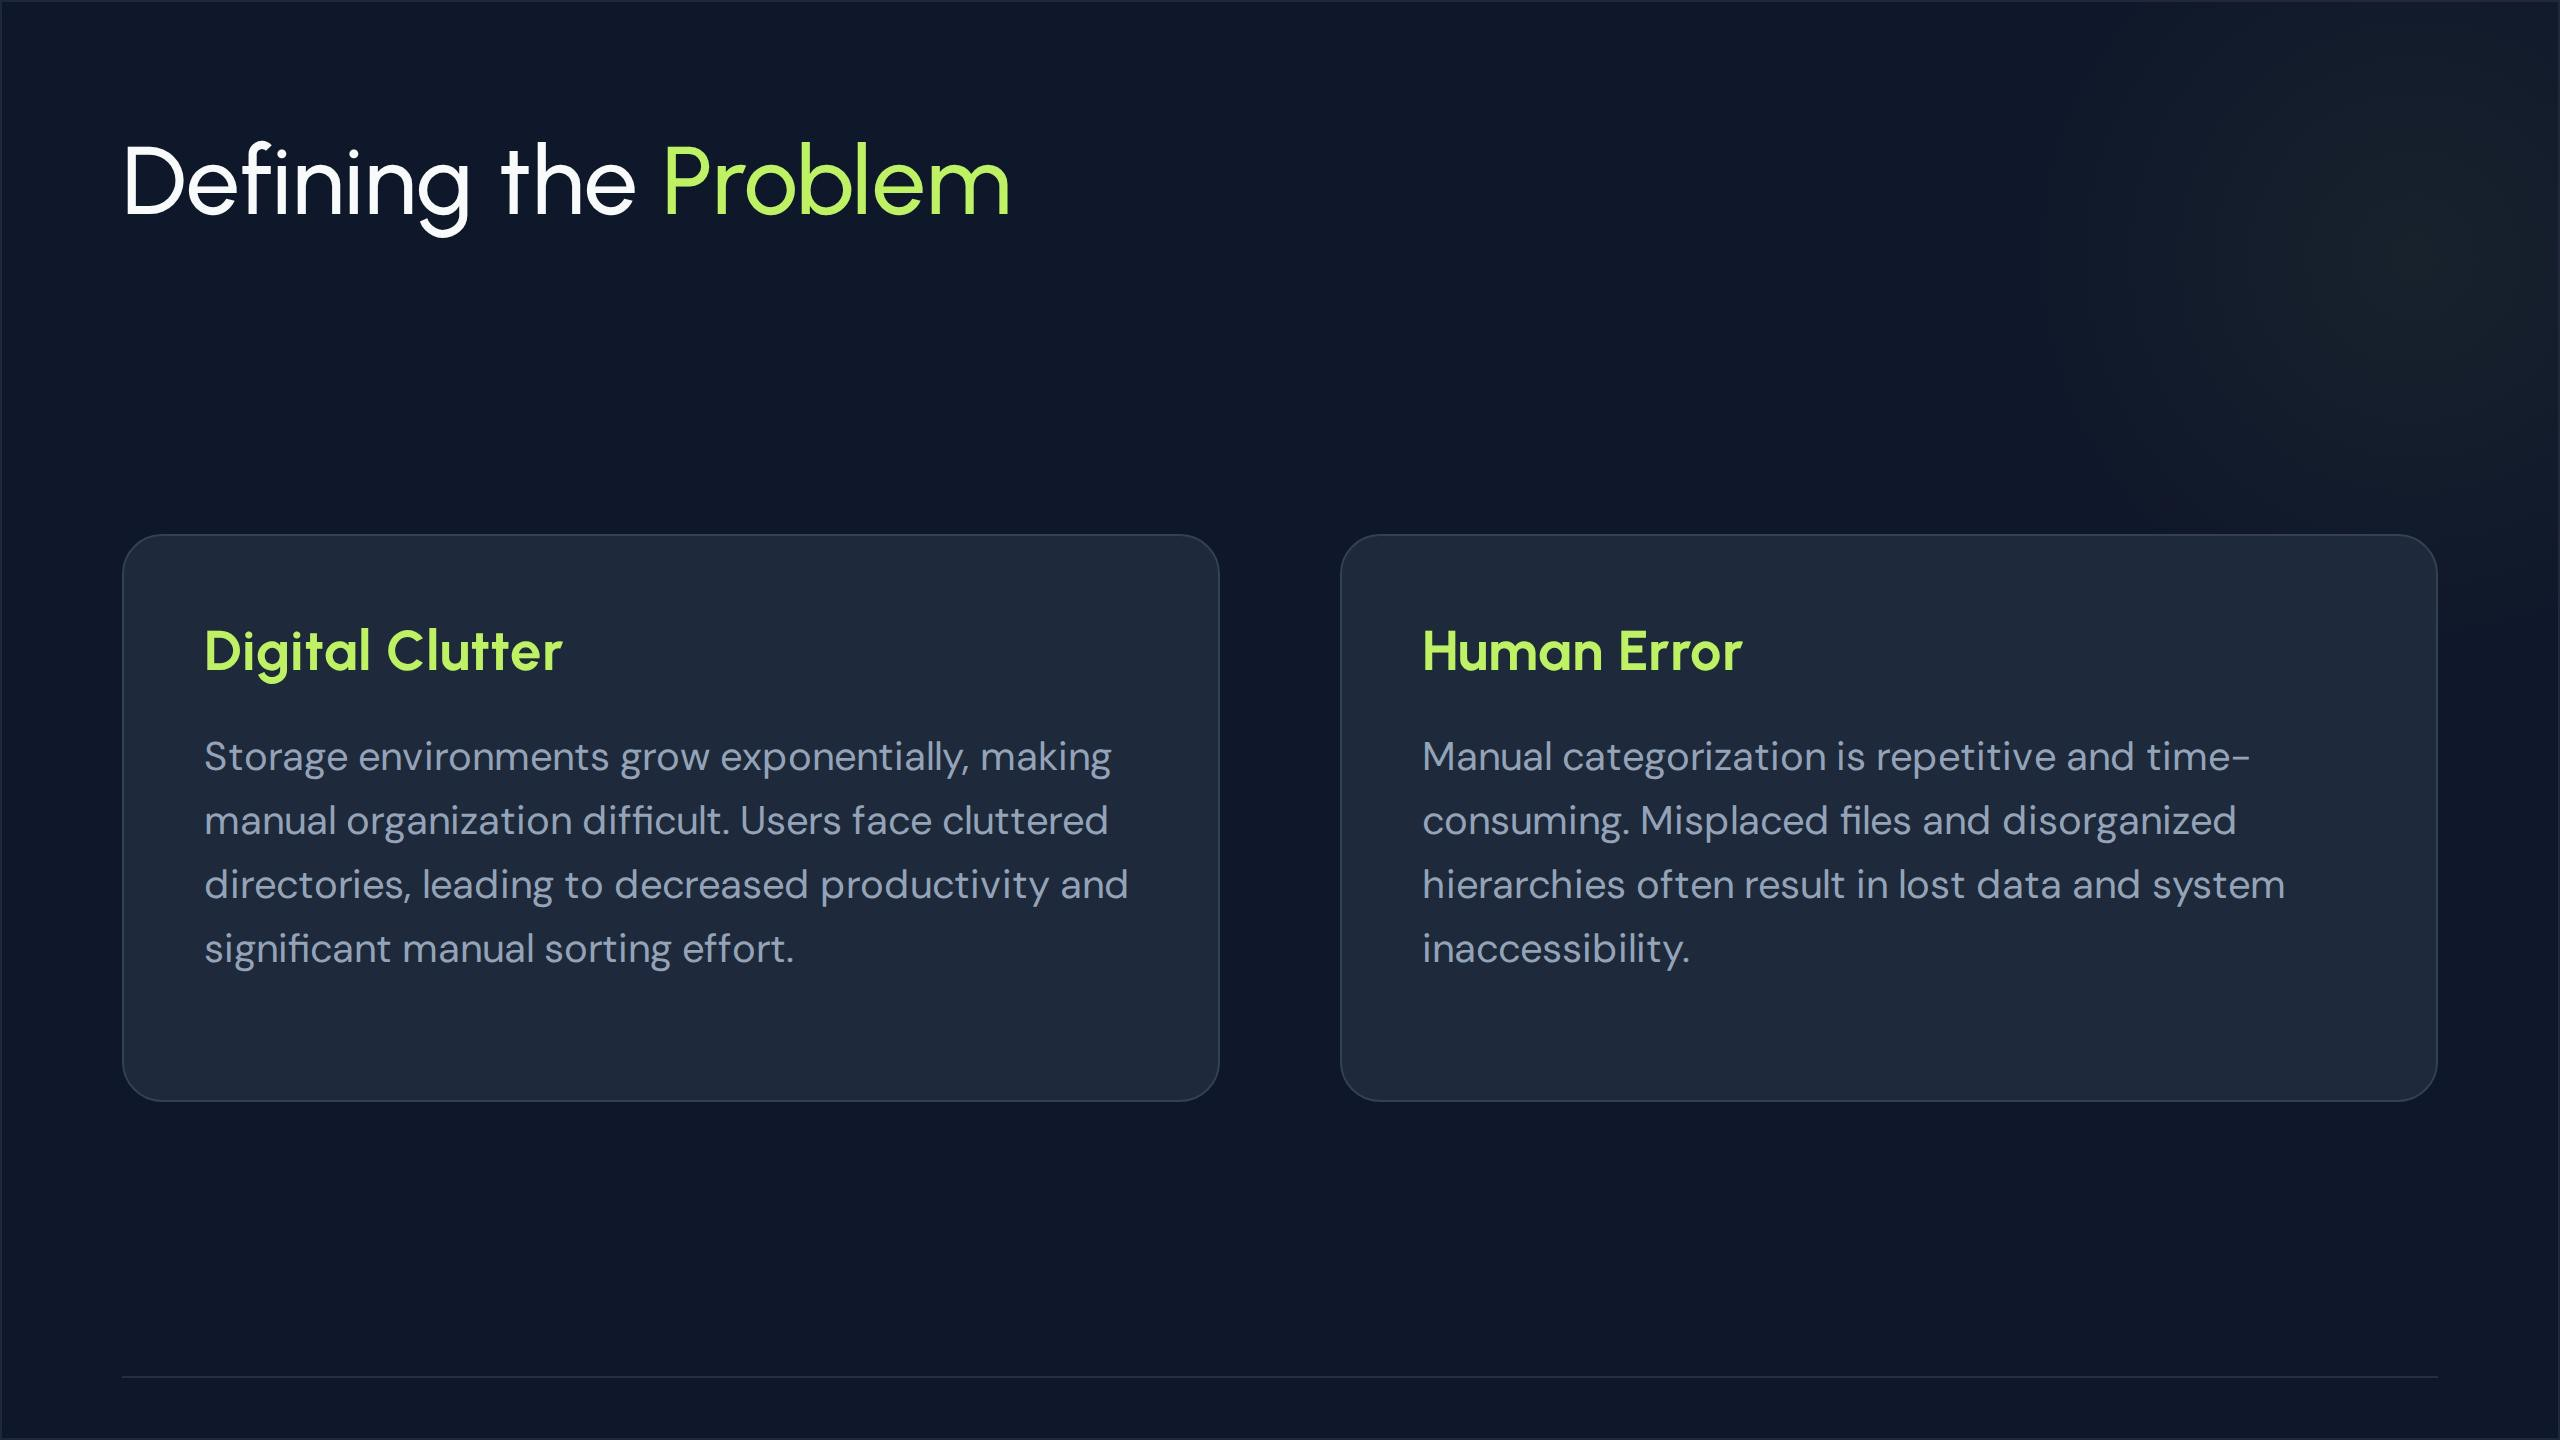 Defining the Problem
Digital Clutter
Storage environments grow exponentially, making
manual organization difficult. Users face cluttered
directories, leading to decreased productivity and
significant manual sorting effort.
Human Error
Manual categorization is repetitive and time-
consuming. Misplaced files and disorganized
hierarchies often result in lost data and system
inaccessibility.